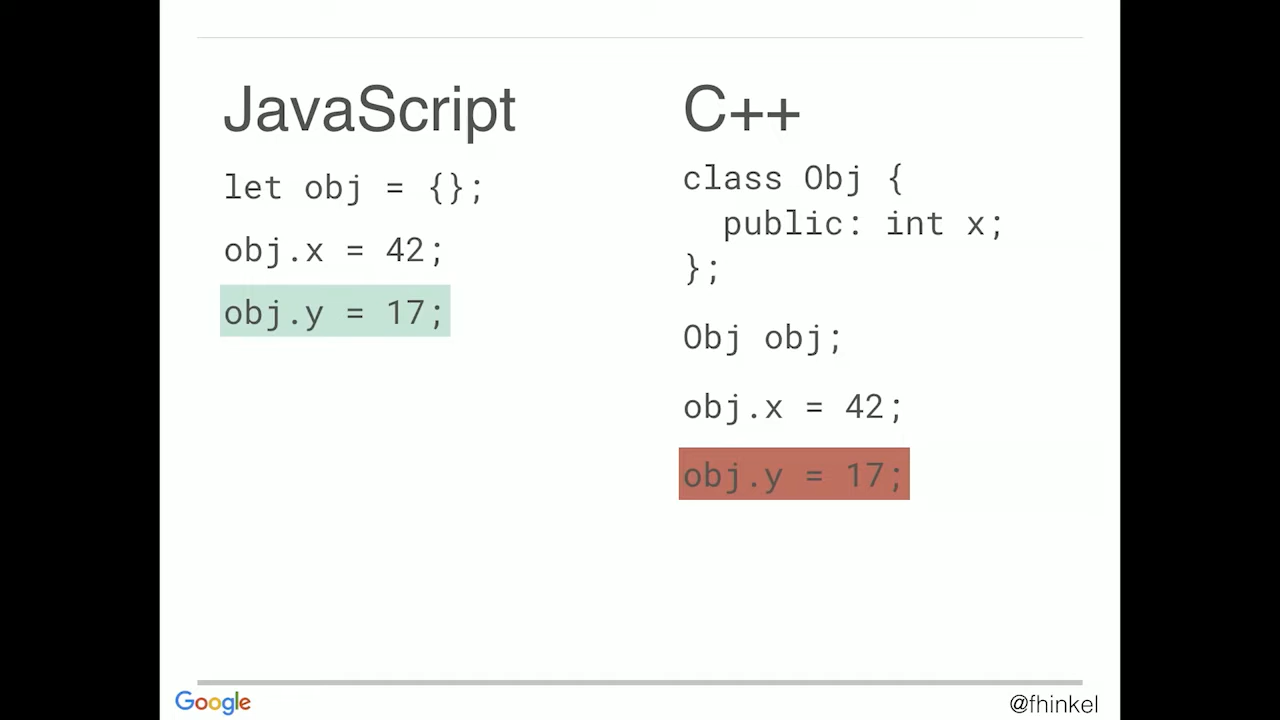 JavaScript
let obj = {};
obj.x = 42;
obj.y = 17;
C++
class Obj {
  public: int x;
};
Obj obj;
obj.x = 42;
obj.y = 17;
Google
@fhinkel